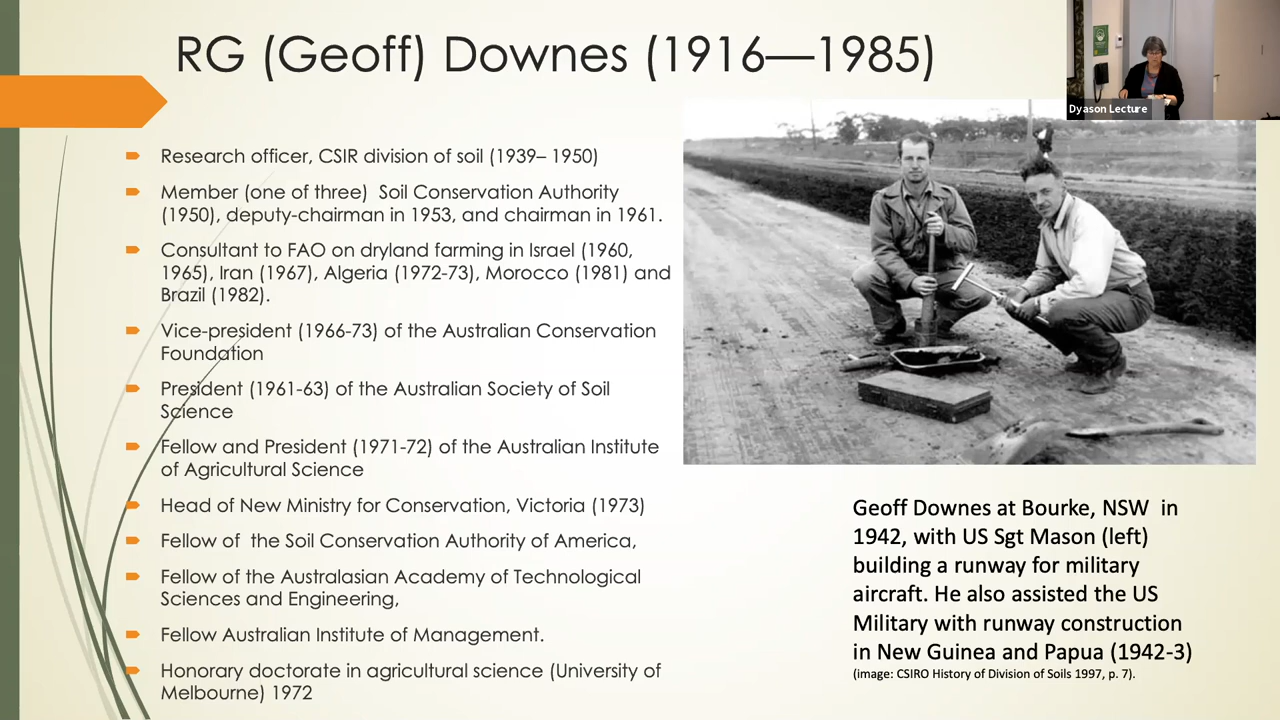 RG (Geoff) Downes (1916—1985)
Dyason Lecture
Research officer, CSIR division of soil (1939– 1950)
Member (one of three)  Soil Conservation Authority
(1950), deputy-chairman in 1953, and chairman in 1961.
Consultant to FAO on dryland farming in Israel (1960,
1965), Iran (1967), Algeria (1972-73), Morocco (1981) and
Brazil (1982).
Vice-president (1966-73) of the Australian Conservation
Foundation
President (1961-63) of the Australian Society of Soil
Science
Fellow and President (1971-72) of the Australian Institute
of Agricultural Science
Head of New Ministry for Conservation, Victoria (1973)
Fellow of  the Soil Conservation Authority of America,
Fellow of the Australasian Academy of Technological
Sciences and Engineering,
Fellow Australian Institute of Management.
Honorary doctorate in agricultural science (University of
Melbourne) 1972
Geoff Downes at Bourke, NSW  in
1942, with US Sgt Mason (left)
building a runway for military
aircraft. He also assisted the US
Military with runway construction
in New Guinea and Papua (1942-3)
(image: CSIRO History of Division of Soils 1997, p. 7).